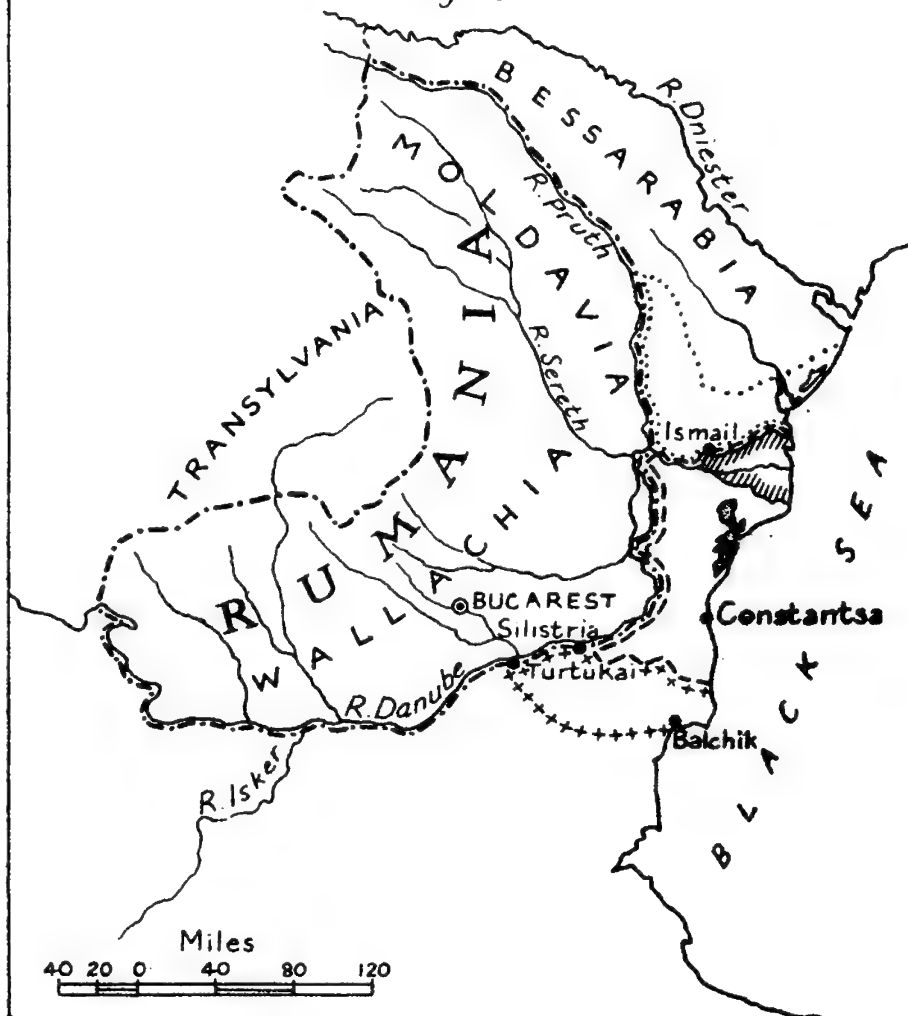 BESSARABIA
R. Dniester
MOLDAVIA
R. Pruth
TRANSYLVANIA
R. Sereth
RUMANIA
Ismail
WALLACHIA
BUCAREST
Silistria
Constantsa
Turtukai
R. Danube
Balchik
R. Isker
BLACK SEA
Miles
40 20 0 40 80 120